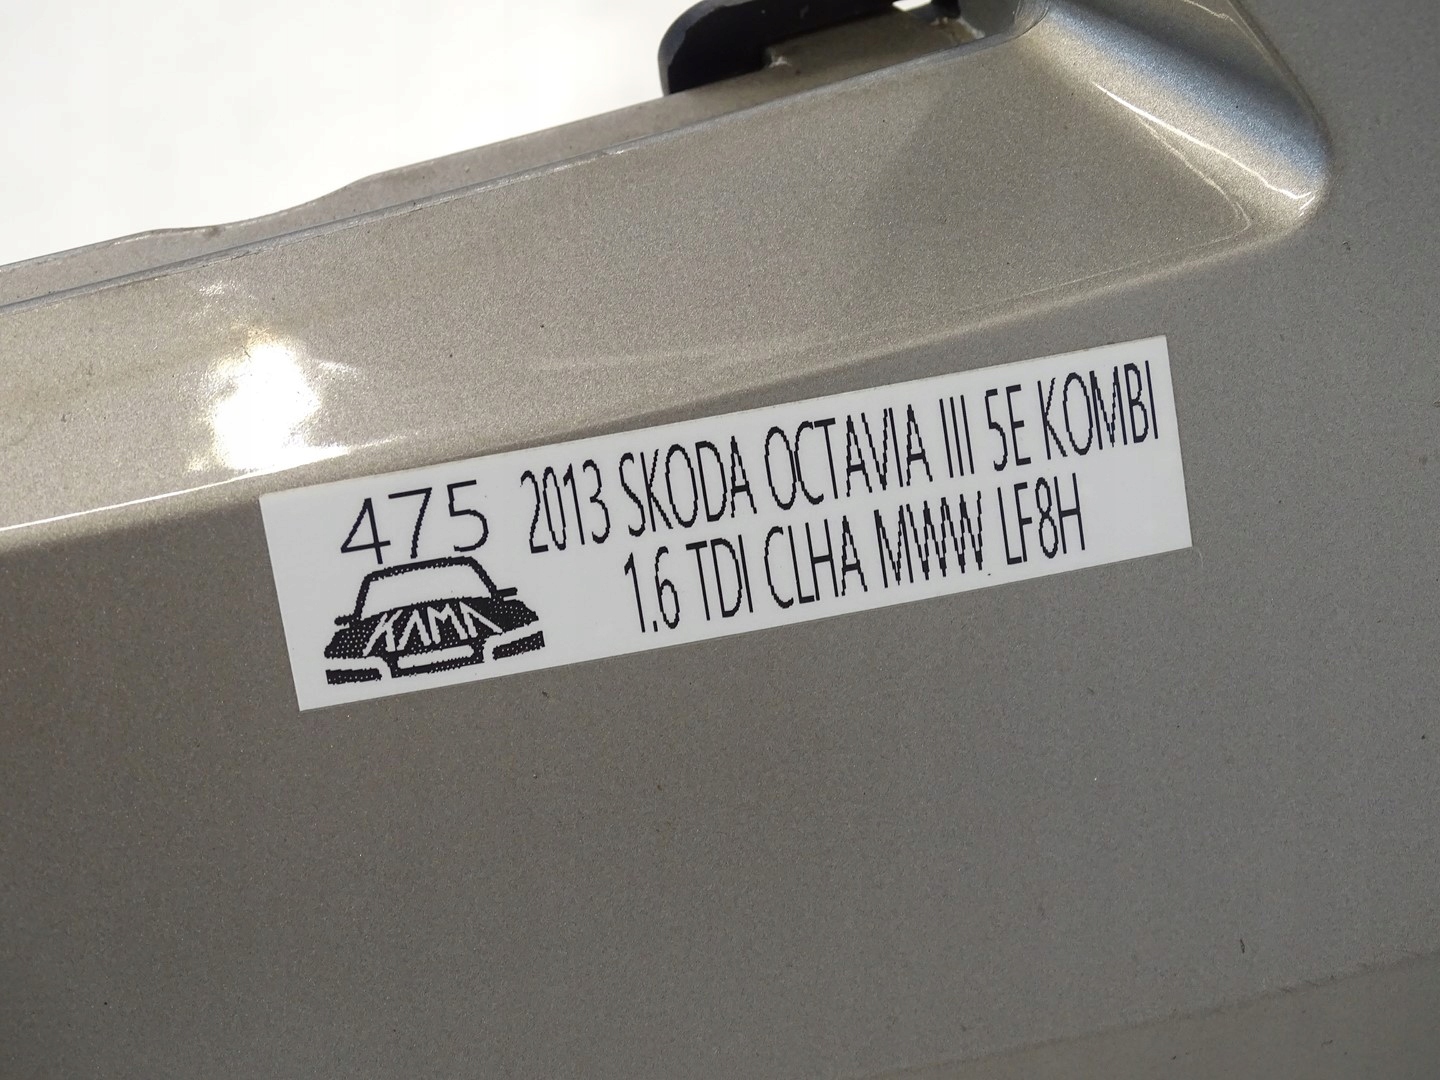 475
2013 SKODA OCTAVIA III 5E KOMBI
1.6 TDI CLHA MWW LF8H
KAMA